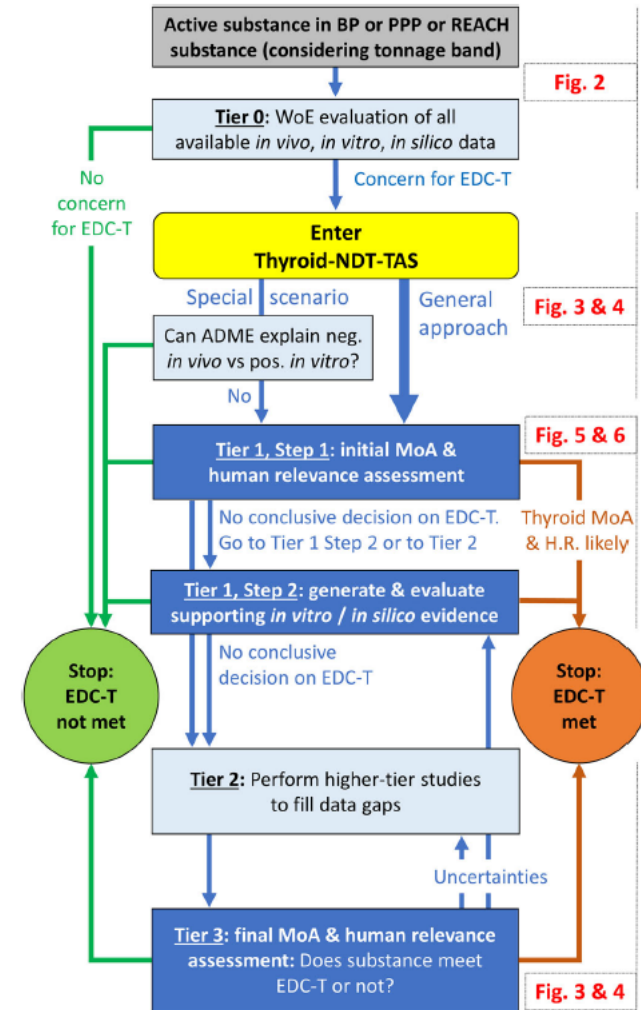 Active substance in BP or PPP or REACH
substance (considering tonnage band)
Fig. 2
Tier 0: WoE evaluation of all
available in vivo, in vitro, in silico data
No
concern
for EDC-T
Concern for EDC-T
Enter
Thyroid-NDT-TAS
Special scenario
General
approach
Fig. 3 & 4
Can ADME explain neg.
in vivo vs pos. in vitro?
No
Fig. 5 & 6
Tier 1, Step 1: initial MoA &
human relevance assessment
No conclusive decision on EDC-T.
Go to Tier 1 Step 2 or to Tier 2
Thyroid MoA
& H.R. likely
Tier 1, Step 2: generate & evaluate
supporting in vitro / in silico evidence
No conclusive
decision on EDC-T
Stop:
EDC-T
not met
Stop:
EDC-T
met
Tier 2: Perform higher-tier studies
to fill data gaps
Uncertainties
Tier 3: final MoA & human relevance
assessment: Does substance meet
EDC-T or not?
Fig. 3 & 4